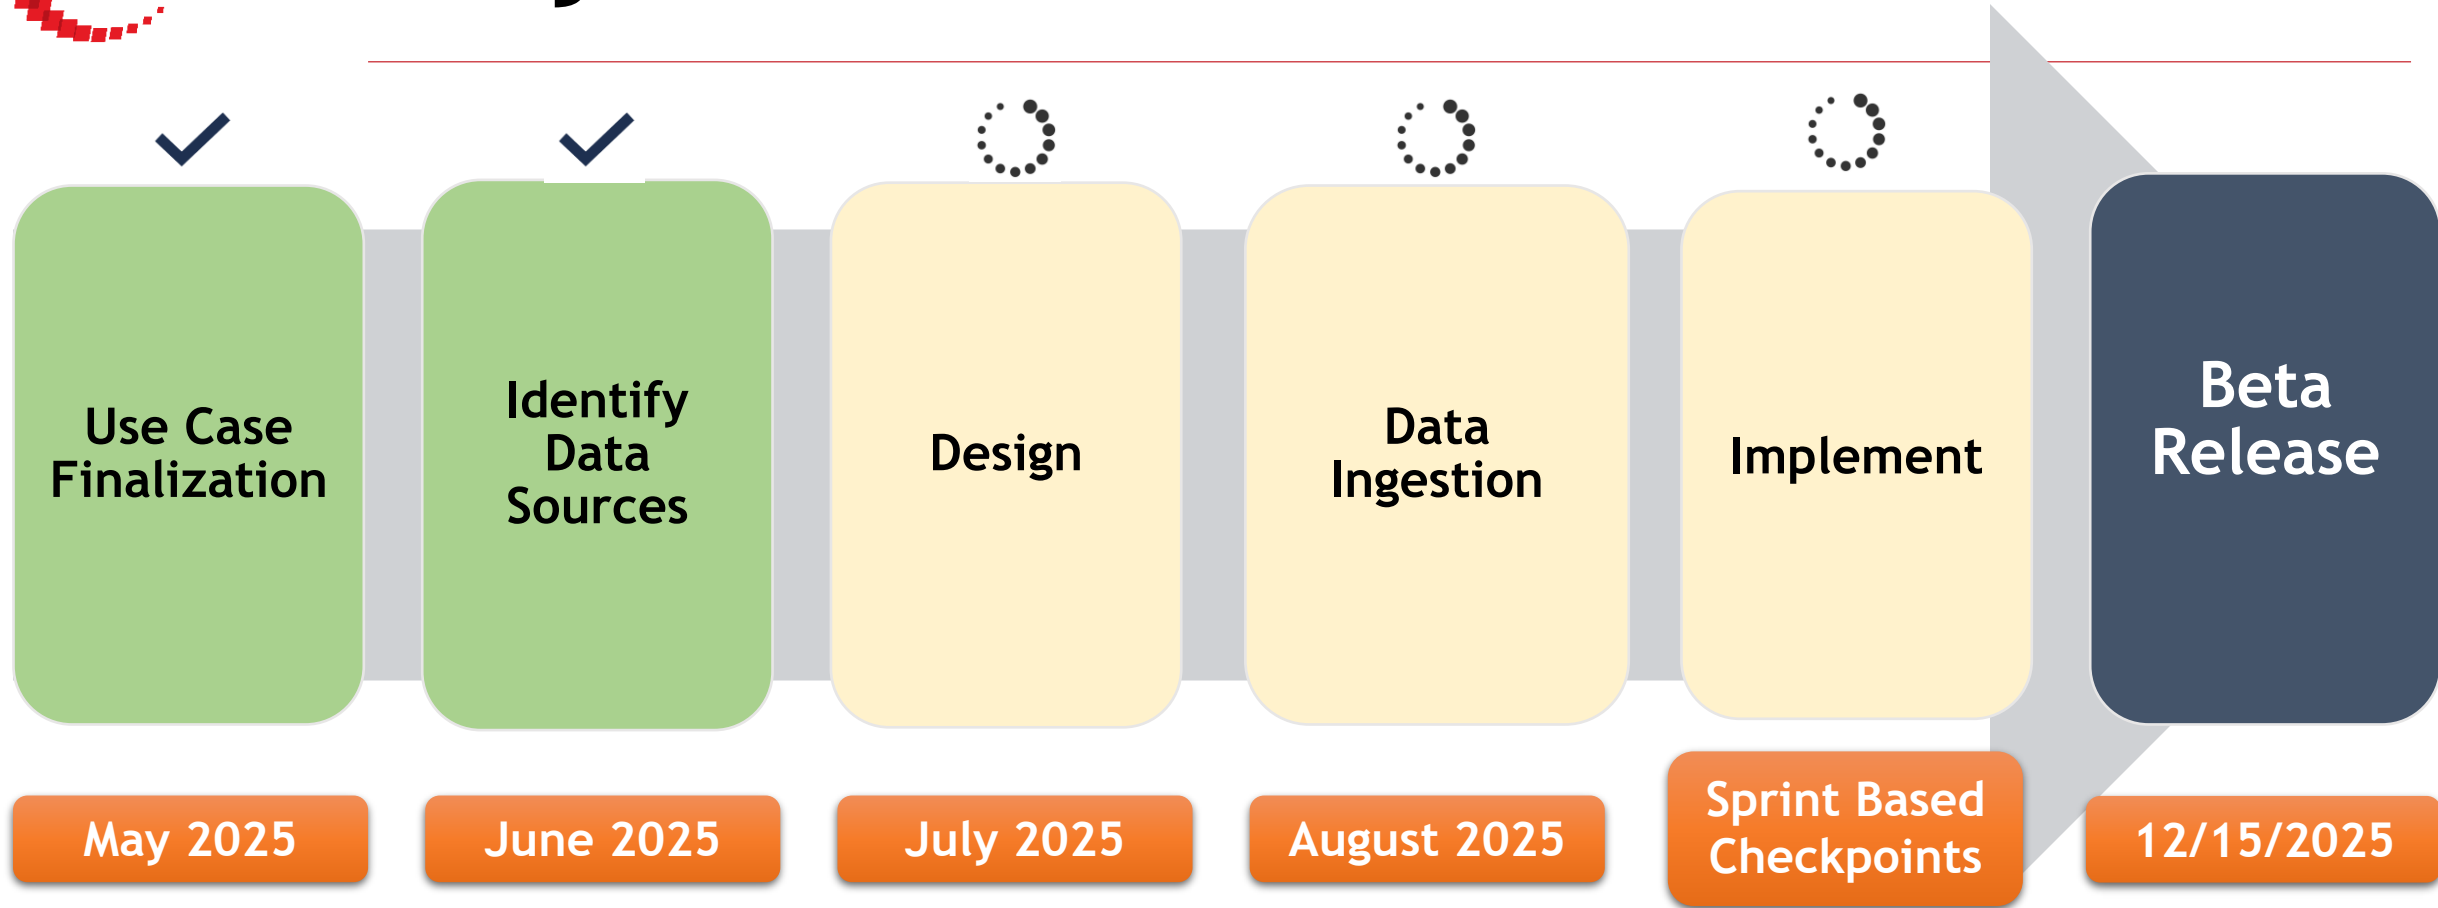 Use Case
Finalization
Identify
Data
Sources
Design
Data
Ingestion
Implement
Beta
Release
May 2025
June 2025
July 2025
August 2025
Sprint Based
Checkpoints
12/15/2025